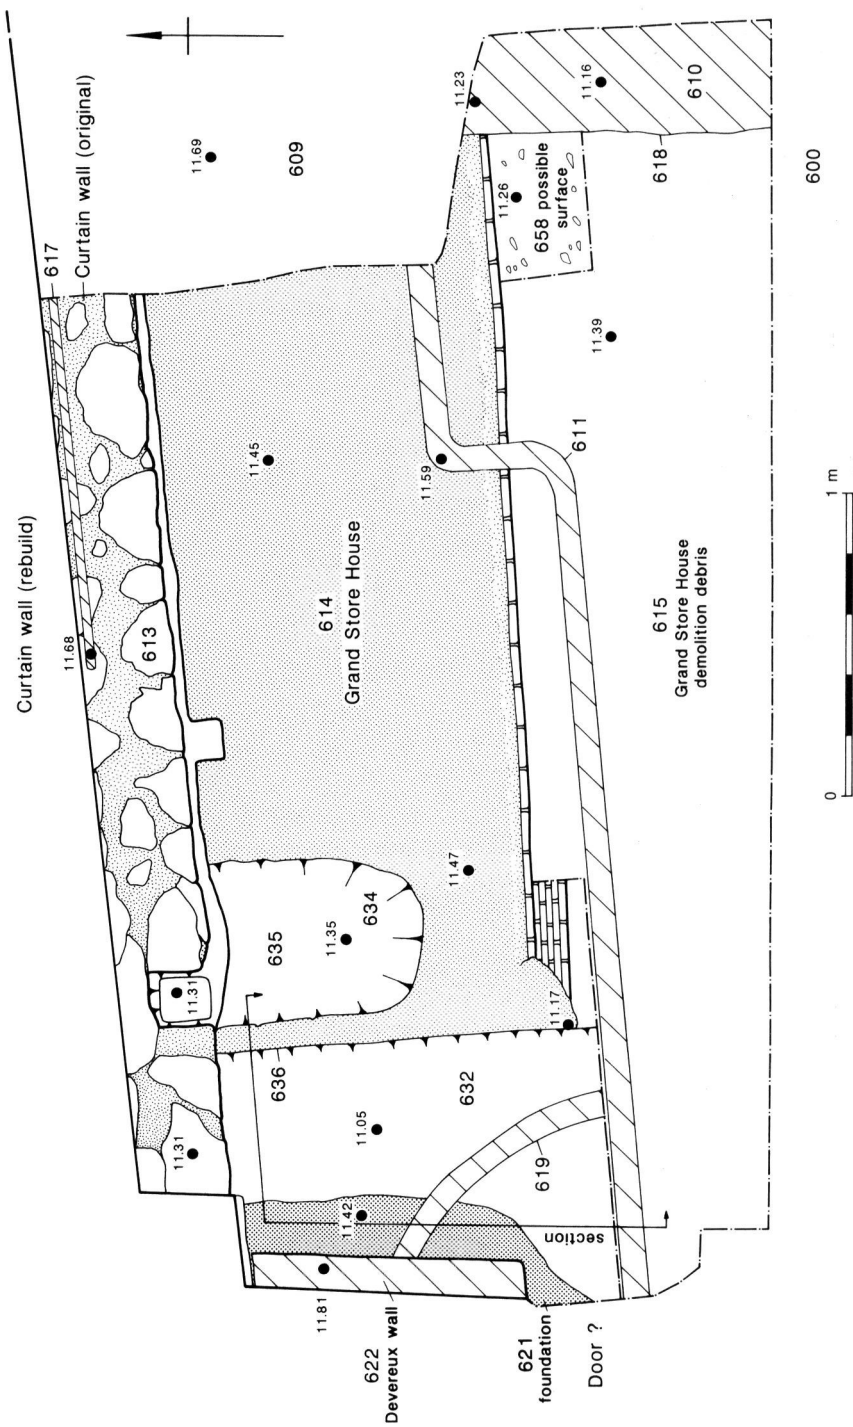 Curtain wall (rebuild)
617
Curtain wall (original)
11.68
613
11.69
609
11.23
11.16
610
11.26
658 possible
surface
618
600
11.45
614
Grand Store House
11.59
11.39
611
615
Grand Store House
demolition debris
11.47
634
11.35
635
11.31
11.17
636
632
11.05
11.31
619
11.42
section
11.81
622
Devereux wall
621
foundation
Door ?
0
1 m